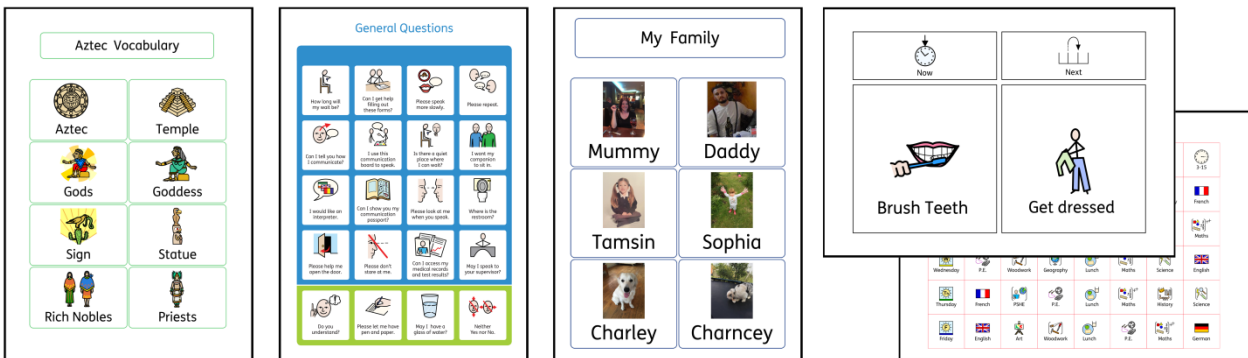 Aztec Vocabulary
Aztec
Temple
Gods
Goddess
Sign
Statue
Rich Nobles
Priests
General Questions
How long will
my wait be?
Can I get help
filling out
these forms?
Please speak
more slowly.
Please repeat.
Can I tell you how
I communicate?
I use this
communication
board to speak.
Is there a quiet
place where
I can wait?
I want my
companion
to sit in.
I would like an
interpreter.
Can I show you my
communication
passport?
Please look at me
when you speak.
Where is the
restroom?
Please help me
open the door.
Please don't
stare at me.
Can I access my
medical records
and test results?
May I speak to
your supervisor?
Do you
understand?
Please let me have
pen and paper.
May I have a
glass of water?
Neither
Yes nor No.
My Family
Mummy
Daddy
Tamsin
Sophia
Charley
Charncey
Now
Next
Brush Teeth
Get dressed
3-15
French
Maths
Wednesday
P.E.
Woodwork
Geography
Lunch
Maths
Science
English
Thursday
French
PSHE
P.E.
Lunch
Maths
History
Science
Friday
English
Art
Woodwork
Lunch
P.E.
Maths
German